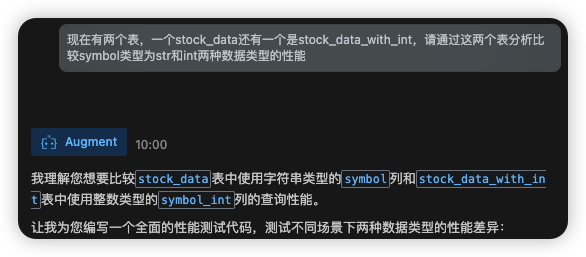 现在有两个表，一个stock_data还有一个是stock_data_with_int，请通过这两个表分析比
较symbol类型为str和int两种数据类型的性能
Augment 10:00
我理解您想要比较stock_data表中使用字符串类型的symbol列和stock_data_with_in
t表中使用整数类型的symbol_int列的查询性能。
让我为您编写一个全面的性能测试代码，测试不同场景下两种数据类型的性能差异：